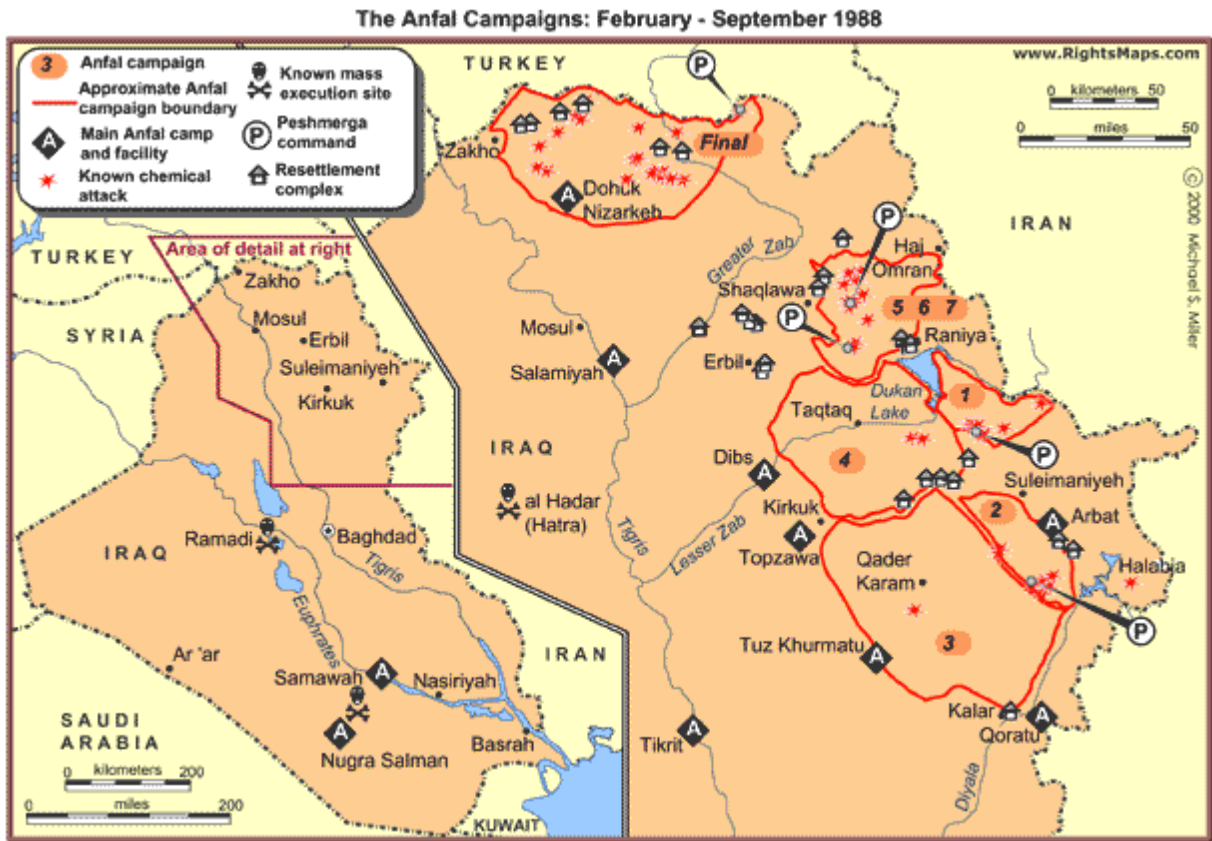 The Anfal Campaigns: February - September 1988
3
Anfal campaign
Approximate Anfal
campaign boundary
A
Main Anfal camp
and facility
Known chemical
attack
Known mass
execution site
P
Peshmerga
command
Resettlement
complex
www.RightsMaps.com
0 kilometers 50
0 miles 50
© 2000 Michael S. Miller
TURKEY
P
Zakho
Final
A
Dohuk
Nizarkeh
IRAN
P
Greater
Zab
Haj
Omran
Shaqlawa
5 6 7
P
Raniya
Mosul
A
Salamiyah
Erbil
Dukan
Lake
1
Taqtaq
P
IRAQ
4
Dibs
A
Suleimaniyeh
al Hadar
(Hatra)
Kirkuk
2
A
Arbat
Tigris
Lesser Zab
A
Topzawa
Qader
Karam
Halabja
P
Tuz Khurmatu
A
3
Kalar
A
Qoratu
Tikrit
A
Diyala
Area of detail at right
TURKEY
Zakho
SYRIA
Mosul
Erbil
Suleimaniyeh
Kirkuk
IRAQ
Ramadi
Baghdad
Tigris
Euphrates
IRAN
Ar 'ar
Samawah
A
Nasiriyah
SAUDI
ARABIA
A
Nugra Salman
Basrah
0 kilometers 200
0 miles 200
KUWAIT